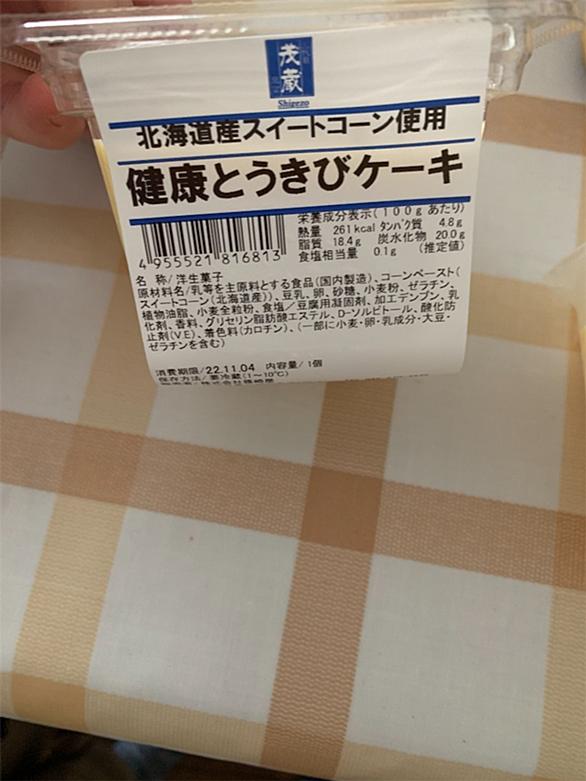 茂蔵
Shigezo
北海道産スイートコーン使用
健康とうきびケーキ
栄養成分表示(100gあたり)
熱量 261kcal タンパク質 4.8g
脂質 18.4g 炭水化物 20.0g
食塩相当量 0.1g (推定値)
4 955521 816813
名 称/洋生菓子
原材料名/乳等を主原料とする食品(国内製造)、コーンペースト(
スイートコーン(北海道産))、豆乳、卵、砂糖、小麦粉、ゼラチン、
植物油脂、小麦全粒粉、食塩/豆腐用凝固剤、加工デンプン、乳
化剤、香料、グリセリン脂肪酸エステル、D-ソルビトール、酸化防
止剤(V.E)、着色料(カロチン)、(一部に小麦・卵・乳成分・大豆・
ゼラチンを含む)
消費期限/22.11.04 内容量/1個
保存方法/要冷蔵(1~10℃)